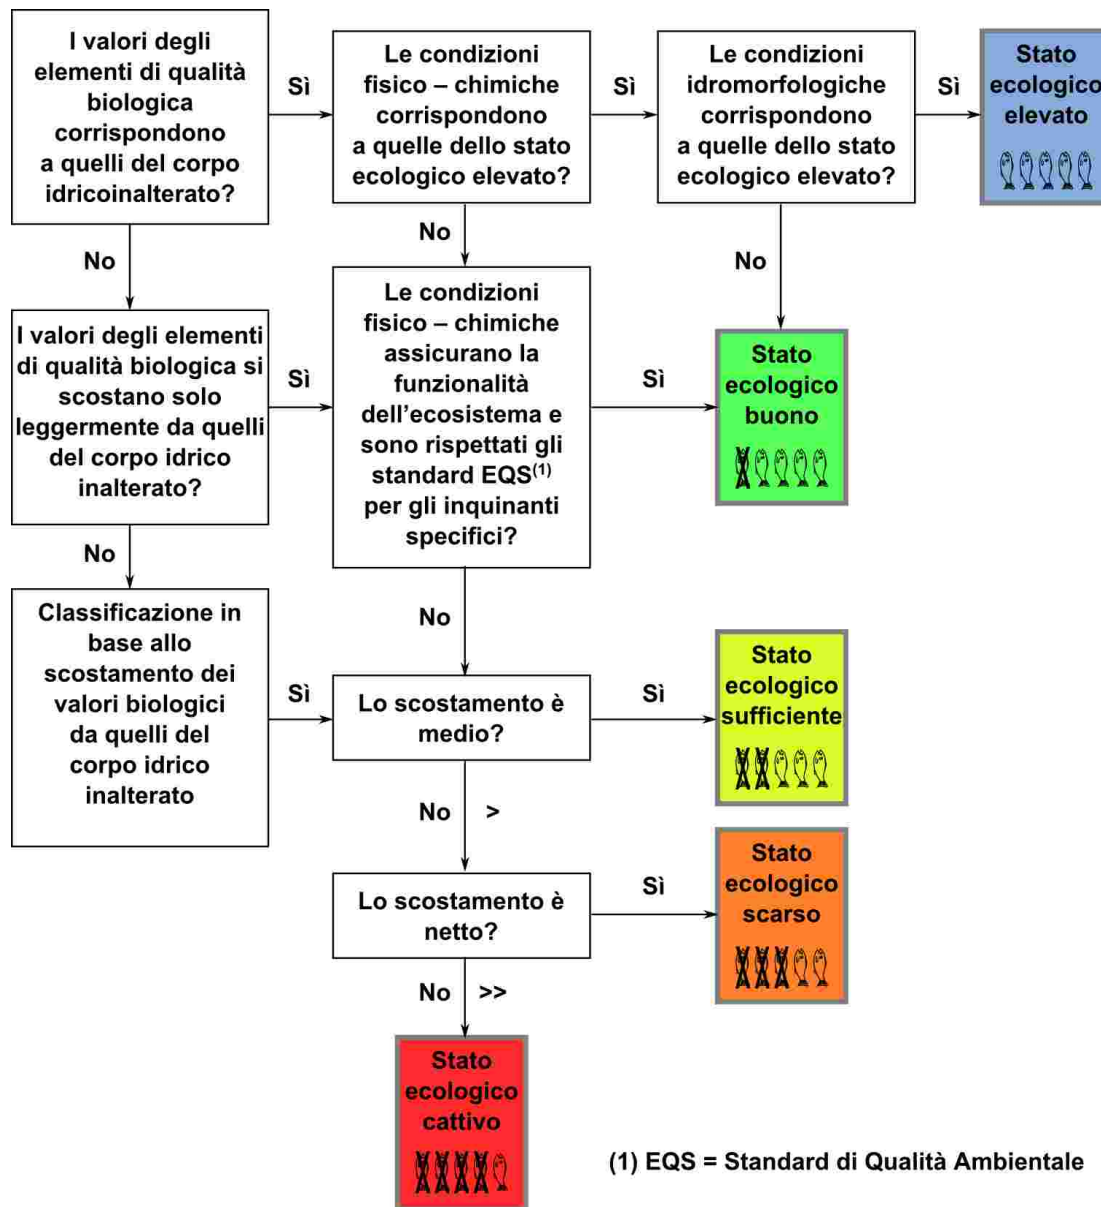 I valori degli
elementi di qualità
biologica
corrispondono
a quelli del corpo
idricoinalterato?
Sì
Le condizioni
fisico – chimiche
corrispondono
a quelle dello stato
ecologico elevato?
Sì
Le condizioni
idromorfologiche
corrispondono
a quelle dello stato
ecologico elevato?
Sì
Stato
ecologico
elevato
No
No
No
I valori degli elementi
di qualità biologica si
scostano solo
leggermente da quelli
del corpo idrico
inalterato?
Sì
Le condizioni
fisico – chimiche
assicurano la
funzionalità
dell'ecosistema e
sono rispettati gli
standard EQS(1)
per gli inquinanti
specifici?
Sì
Stato
ecologico
buono
No
No
Classificazione in
base allo
scostamento dei
valori biologici
da quelli del
corpo idrico
inalterato
Sì
Lo scostamento è
medio?
Sì
Stato
ecologico
sufficiente
No >
Lo scostamento è
netto?
Sì
Stato
ecologico
scarso
No >>
Stato
ecologico
cattivo
(1) EQS = Standard di Qualità Ambientale